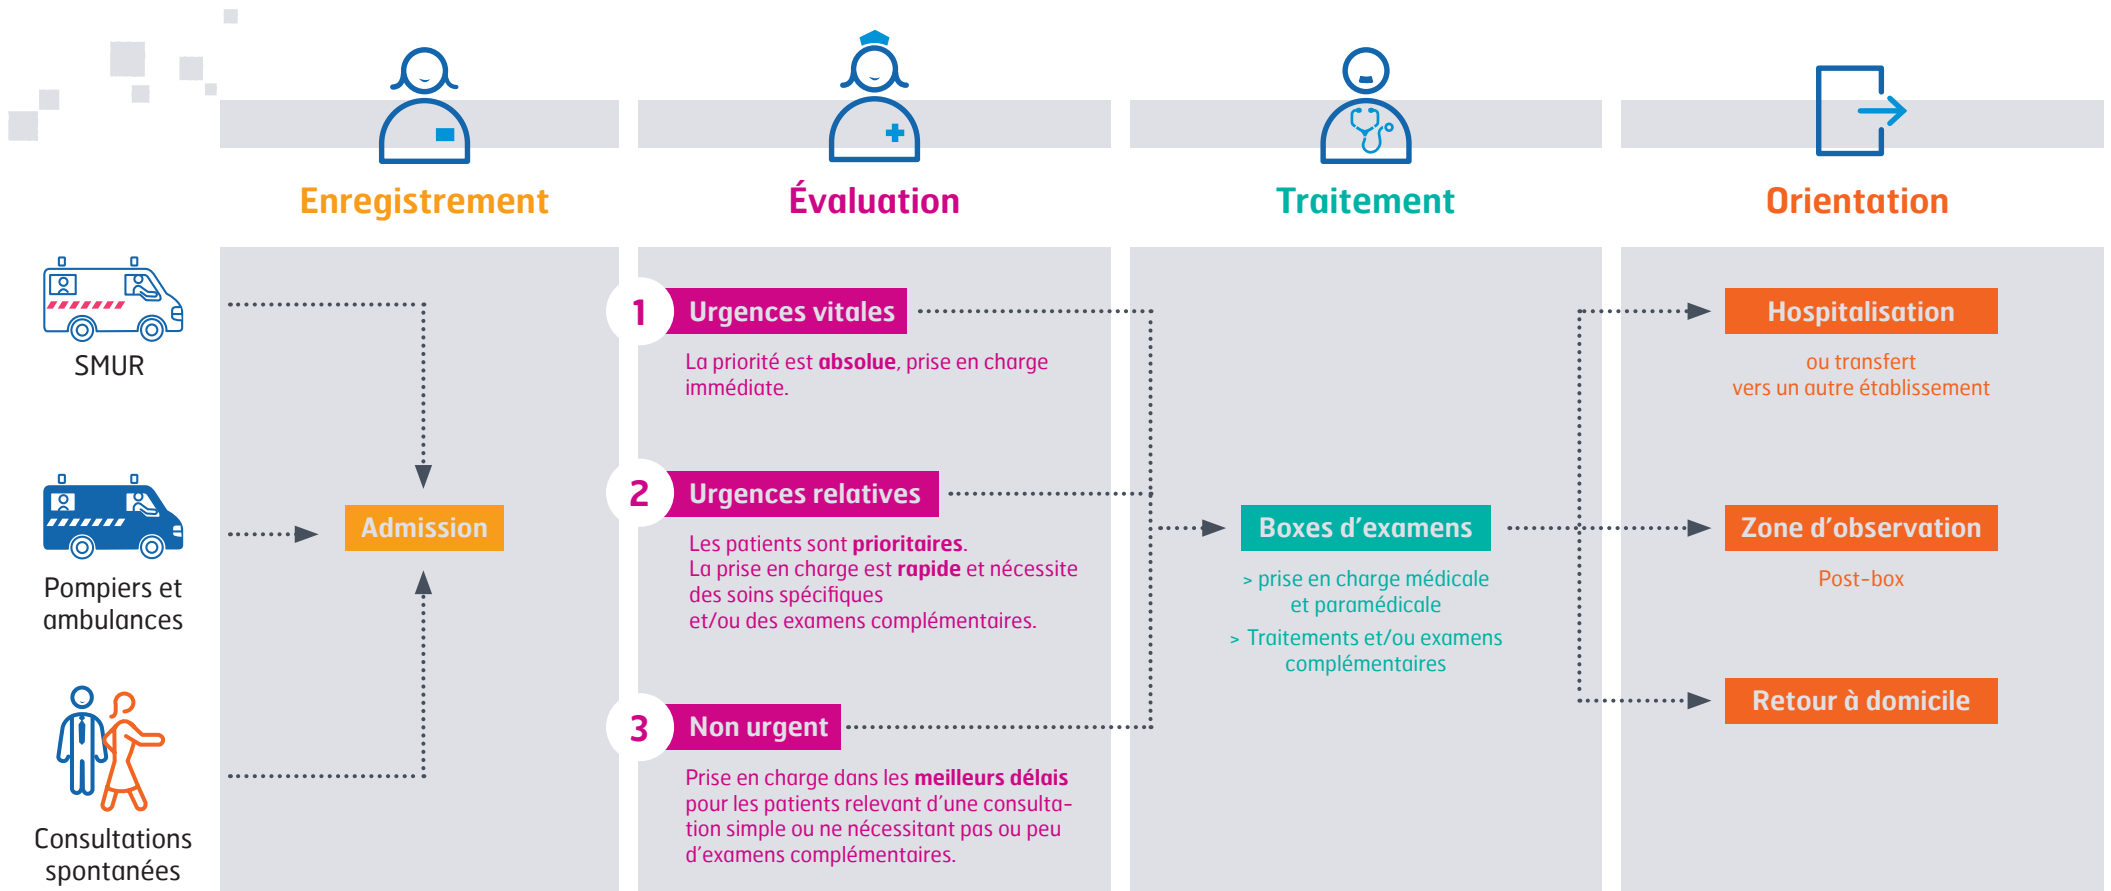 Enregistrement
Évaluation
Traitement
Orientation
SMUR
Pompiers et
ambulances
Consultations
spontanées
Admission
1
Urgences vitales
La priorité est absolue, prise en charge
immédiate.
2
Urgences relatives
Les patients sont prioritaires.
La prise en charge est rapide et nécessite
des soins spécifiques
et/ou des examens complémentaires.
3
Non urgent
Prise en charge dans les meilleurs délais
pour les patients relevant d'une consulta-
tion simple ou ne nécessitant pas ou peu
d'examens complémentaires.
Boxes d'examens
> prise en charge médicale
et paramédicale
> Traitements et/ou examens
complémentaires
Hospitalisation
ou transfert
vers un autre établissement
Zone d'observation
Post-box
Retour à domicile